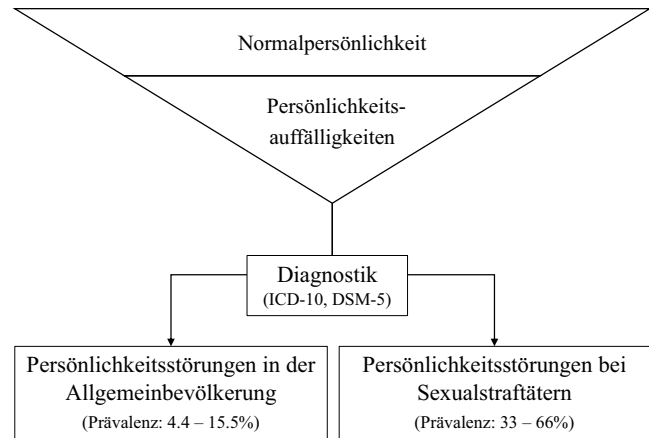 Normalpersönlichkeit
Persönlichkeits-
auffälligkeiten
Diagnostik
(ICD-10, DSM-5)
Persönlichkeitsstörungen in der
Allgemeinbevölkerung
(Prävalenz: 4.4 – 15.5%)
Persönlichkeitsstörungen bei
Sexualstraftätern
(Prävalenz: 33 – 66%)